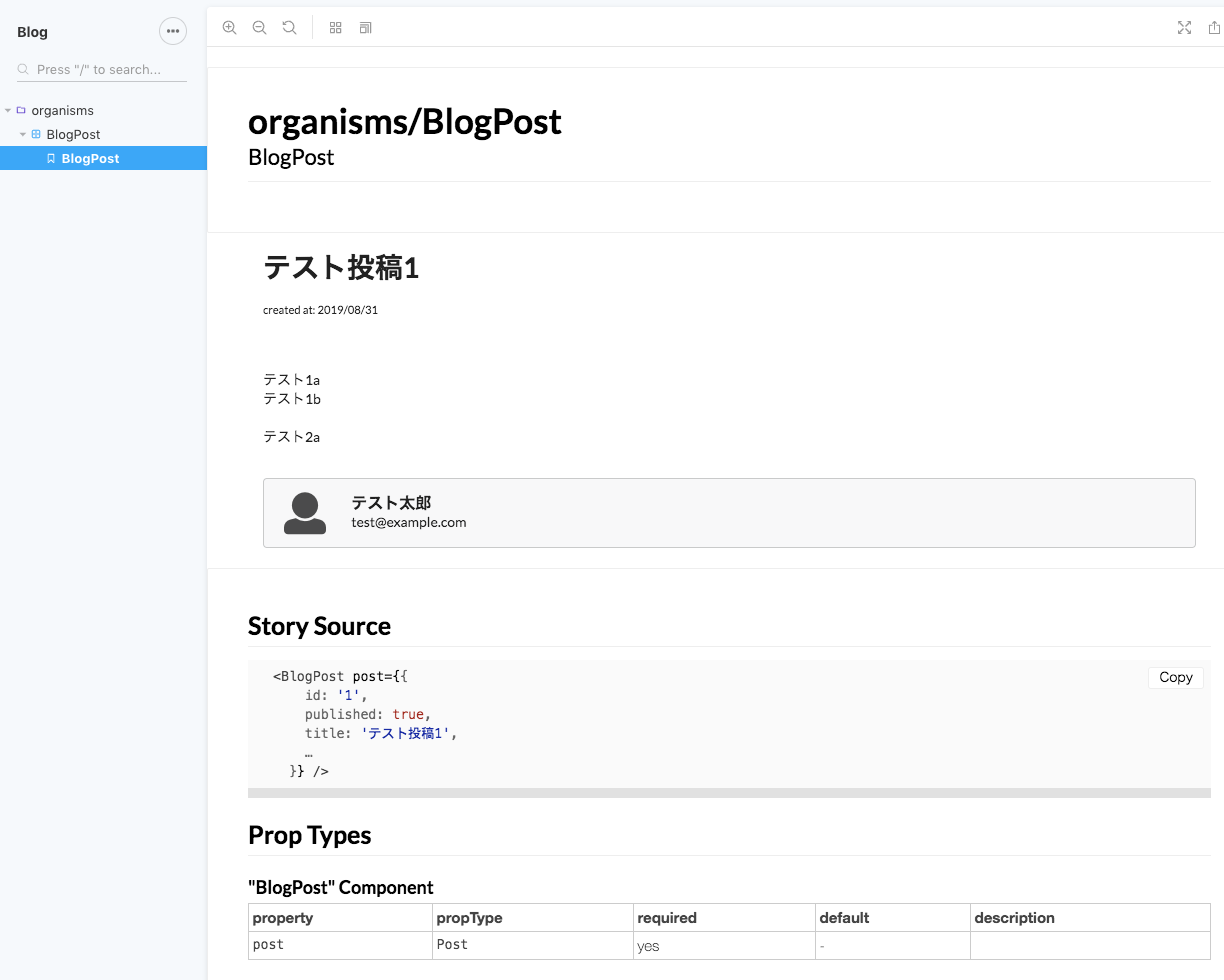 Blog
Press "/" to search...
organisms
BlogPost
BlogPost
organisms/BlogPost
BlogPost
テスト投稿1
created at: 2019/08/31
テスト1a
テスト1b
テスト2a
テスト太郎
test@example.com
Story Source
<BlogPost post={{
id: '1',
published: true,
title: 'テスト投稿1',
…
}} />
Copy
Prop Types
"BlogPost" Component
property propType required default description
post Post yes -